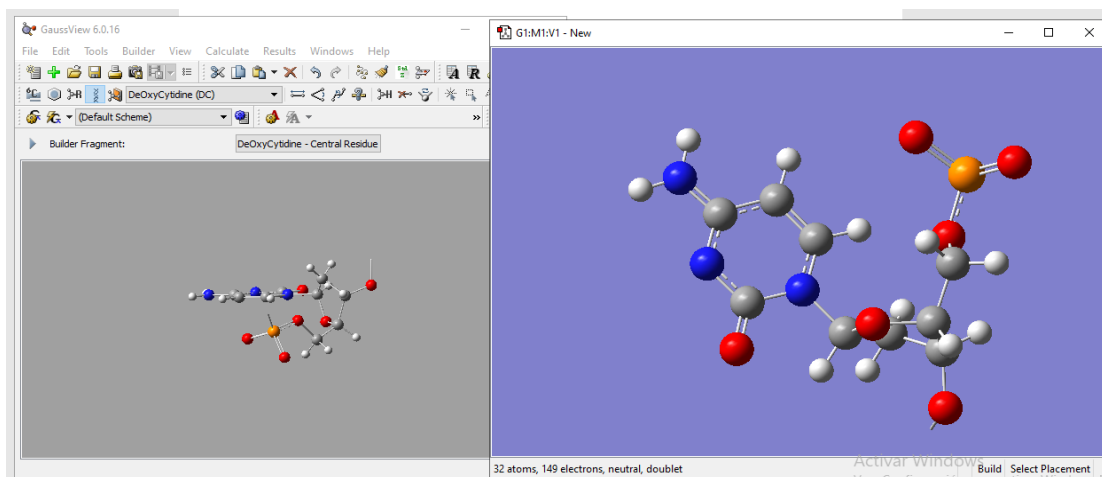 GaussView 6.0.16
File Edit Tools Builder View Calculate Results Windows Help
DeOxyCytidine (DC)
(Default Scheme)
»
Builder Fragment:
DeOxyCytidine - Central Residue
G1:M1:V1 - New
32 atoms, 149 electrons, neutral, doublet
Activar Windows
Build Select Placement